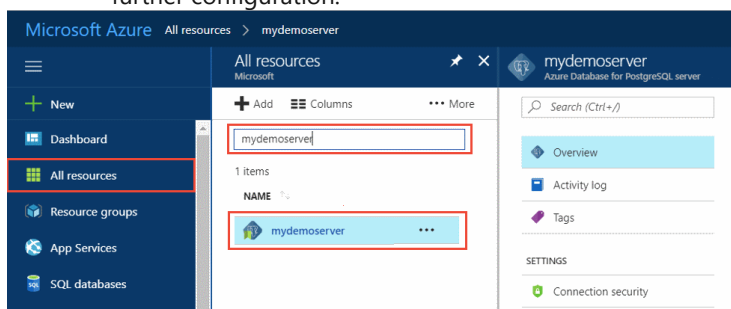 further configuration.
Microsoft Azure All resources > mydemoserver
New
Dashboard
All resources
Resource groups
App Services
SQL databases
All resources
Microsoft
Add Columns ••• More
mydemoserver
1 items
NAME
mydemoserver •••
mydemoserver
Azure Database for PostgreSQL server
Search (Ctrl+/)
Overview
Activity log
Tags
SETTINGS
Connection security